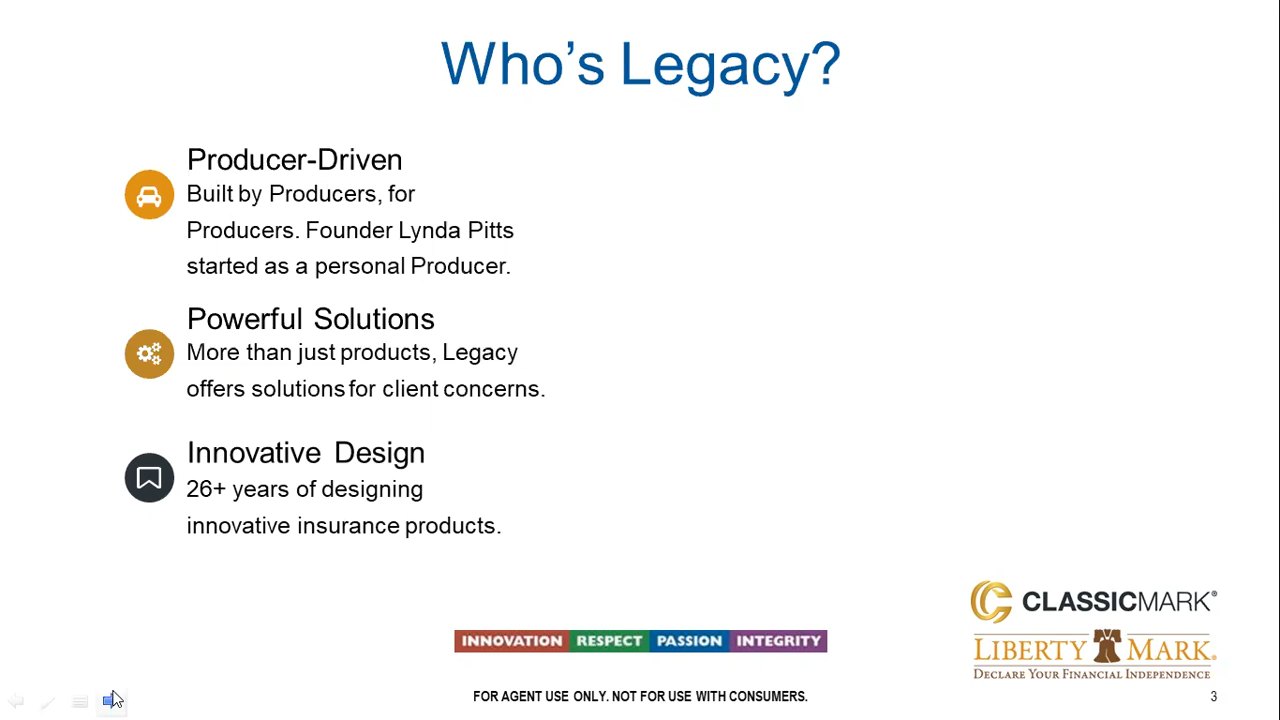 Who’s Legacy?
Producer-Driven
Built by Producers, for
Producers. Founder Lynda Pitts
started as a personal Producer.
Powerful Solutions
More than just products, Legacy
offers solutions for client concerns.
Innovative Design
26+ years of designing
innovative insurance products.
CLASSICMARK®
INNOVATION RESPECT PASSION INTEGRITY
LIBERTY MARK®
DECLARE YOUR FINANCIAL INDEPENDENCE
FOR AGENT USE ONLY. NOT FOR USE WITH CONSUMERS.
3